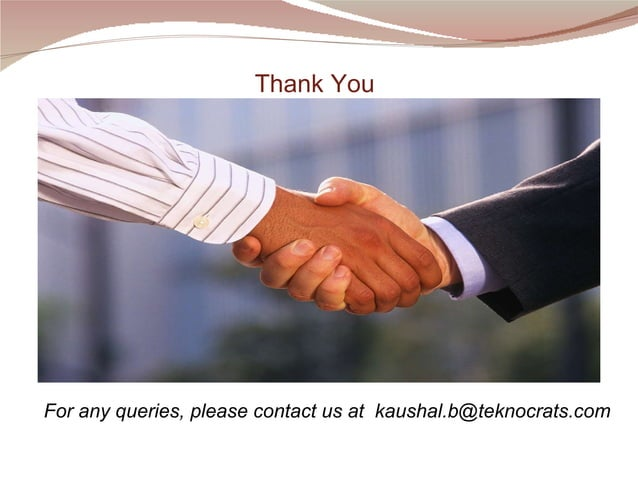 Thank You
For any queries, please contact us at  kaushal.b@teknocrats.com